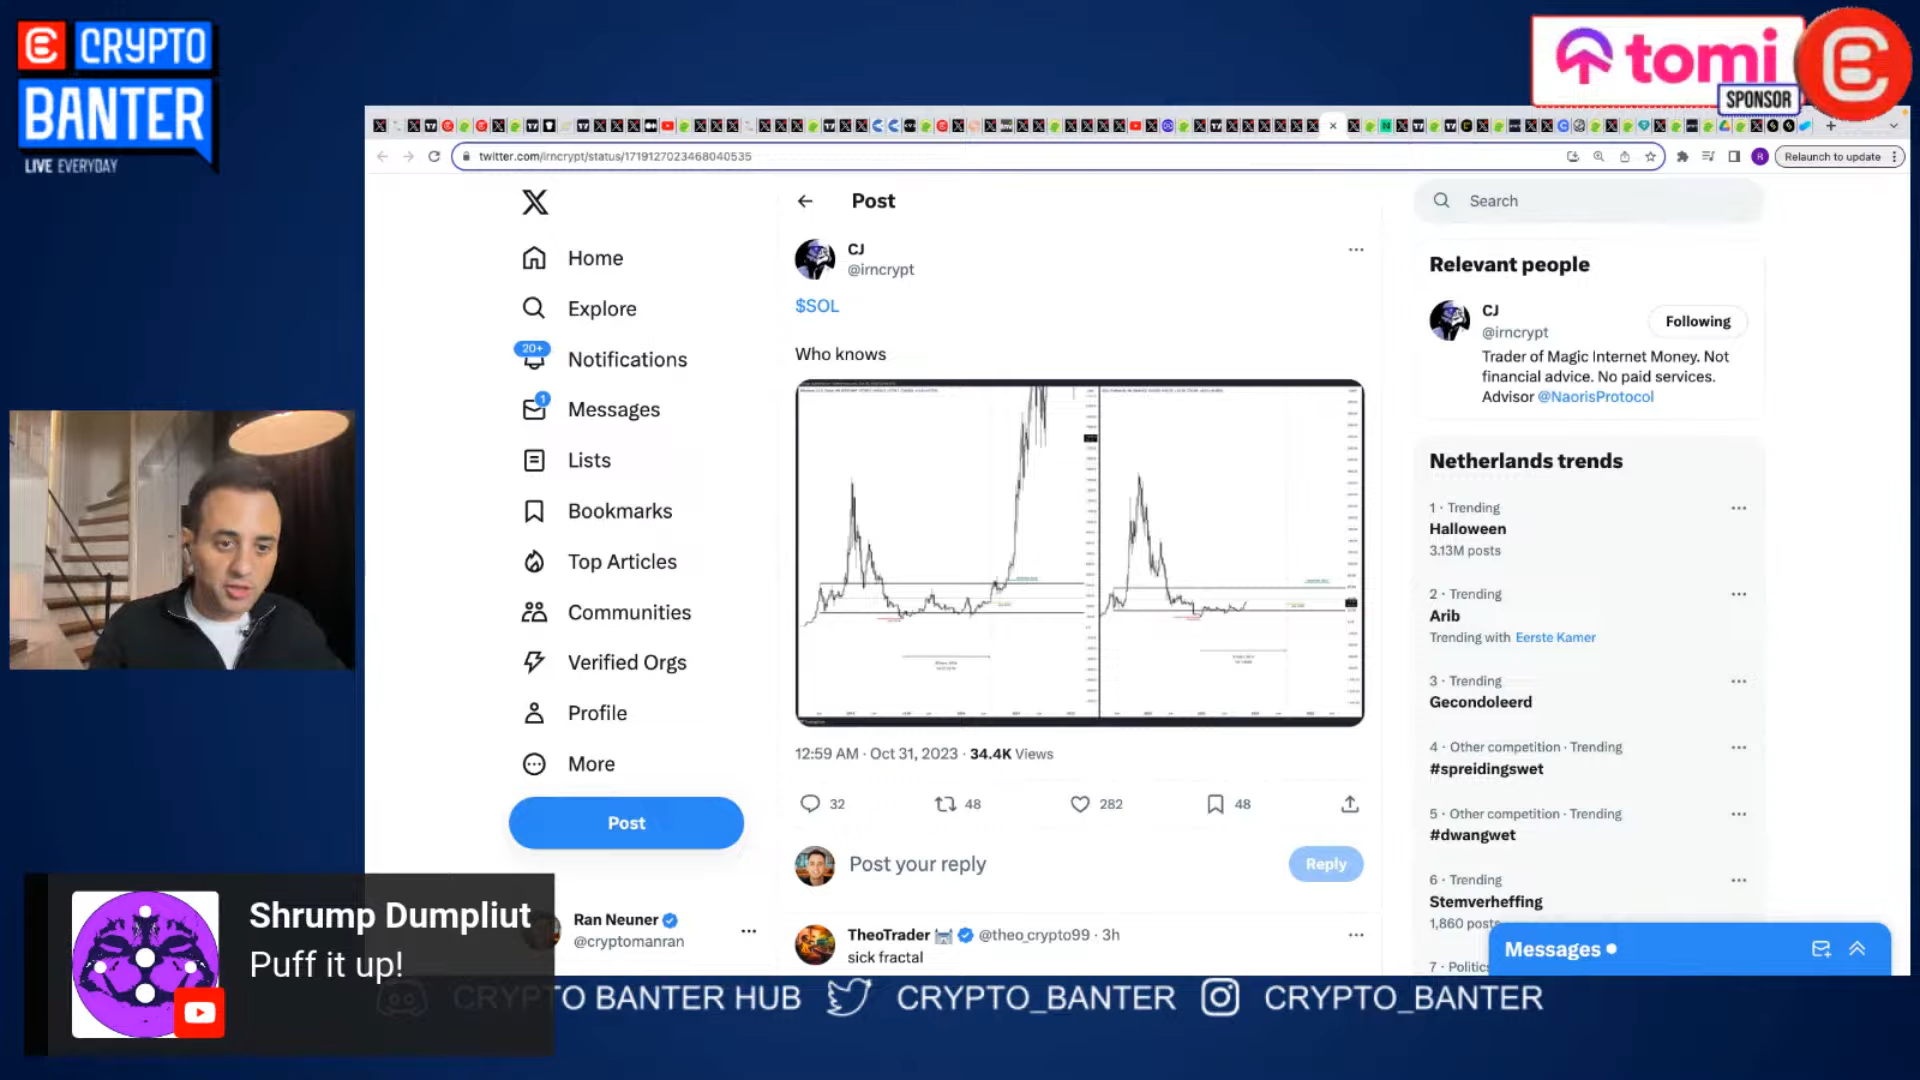 CRYPTO
BANTER
LIVE EVERYDAY
tomi
SPONSOR
twitter.com/irncrypt/status/1719127023468040535
Relaunch to update
Home
Explore
20+
Notifications
1
Messages
Lists
Bookmarks
Top Articles
Communities
Verified Orgs
Profile
More
Post
Ran Neuner
@cryptomanran
Post
CJ
@irncrypt
$SOL
Who knows
12:59 AM · Oct 31, 2023 · 34.4K Views
32
48
282
48
Post your reply
Reply
TheoTrader @theo_crypto99 · 3h
sick fractal
Search
Relevant people
CJ
@irncrypt
Following
Trader of Magic Internet Money. Not
financial advice. No paid services.
Advisor @NaorisProtocol
Netherlands trends
1 · Trending
Halloween
3.13M posts
2 · Trending
Arib
Trending with Eerste Kamer
3 · Trending
Gecondoleerd
4 · Other competition · Trending
#spreidingswet
5 · Other competition · Trending
#dwangwet
6 · Trending
Stemverheffing
1,860 posts
7 · Politics
Messages
Shrump Dumpliut
Puff it up!
CRYPTO BANTER HUB
CRYPTO_BANTER
CRYPTO_BANTER